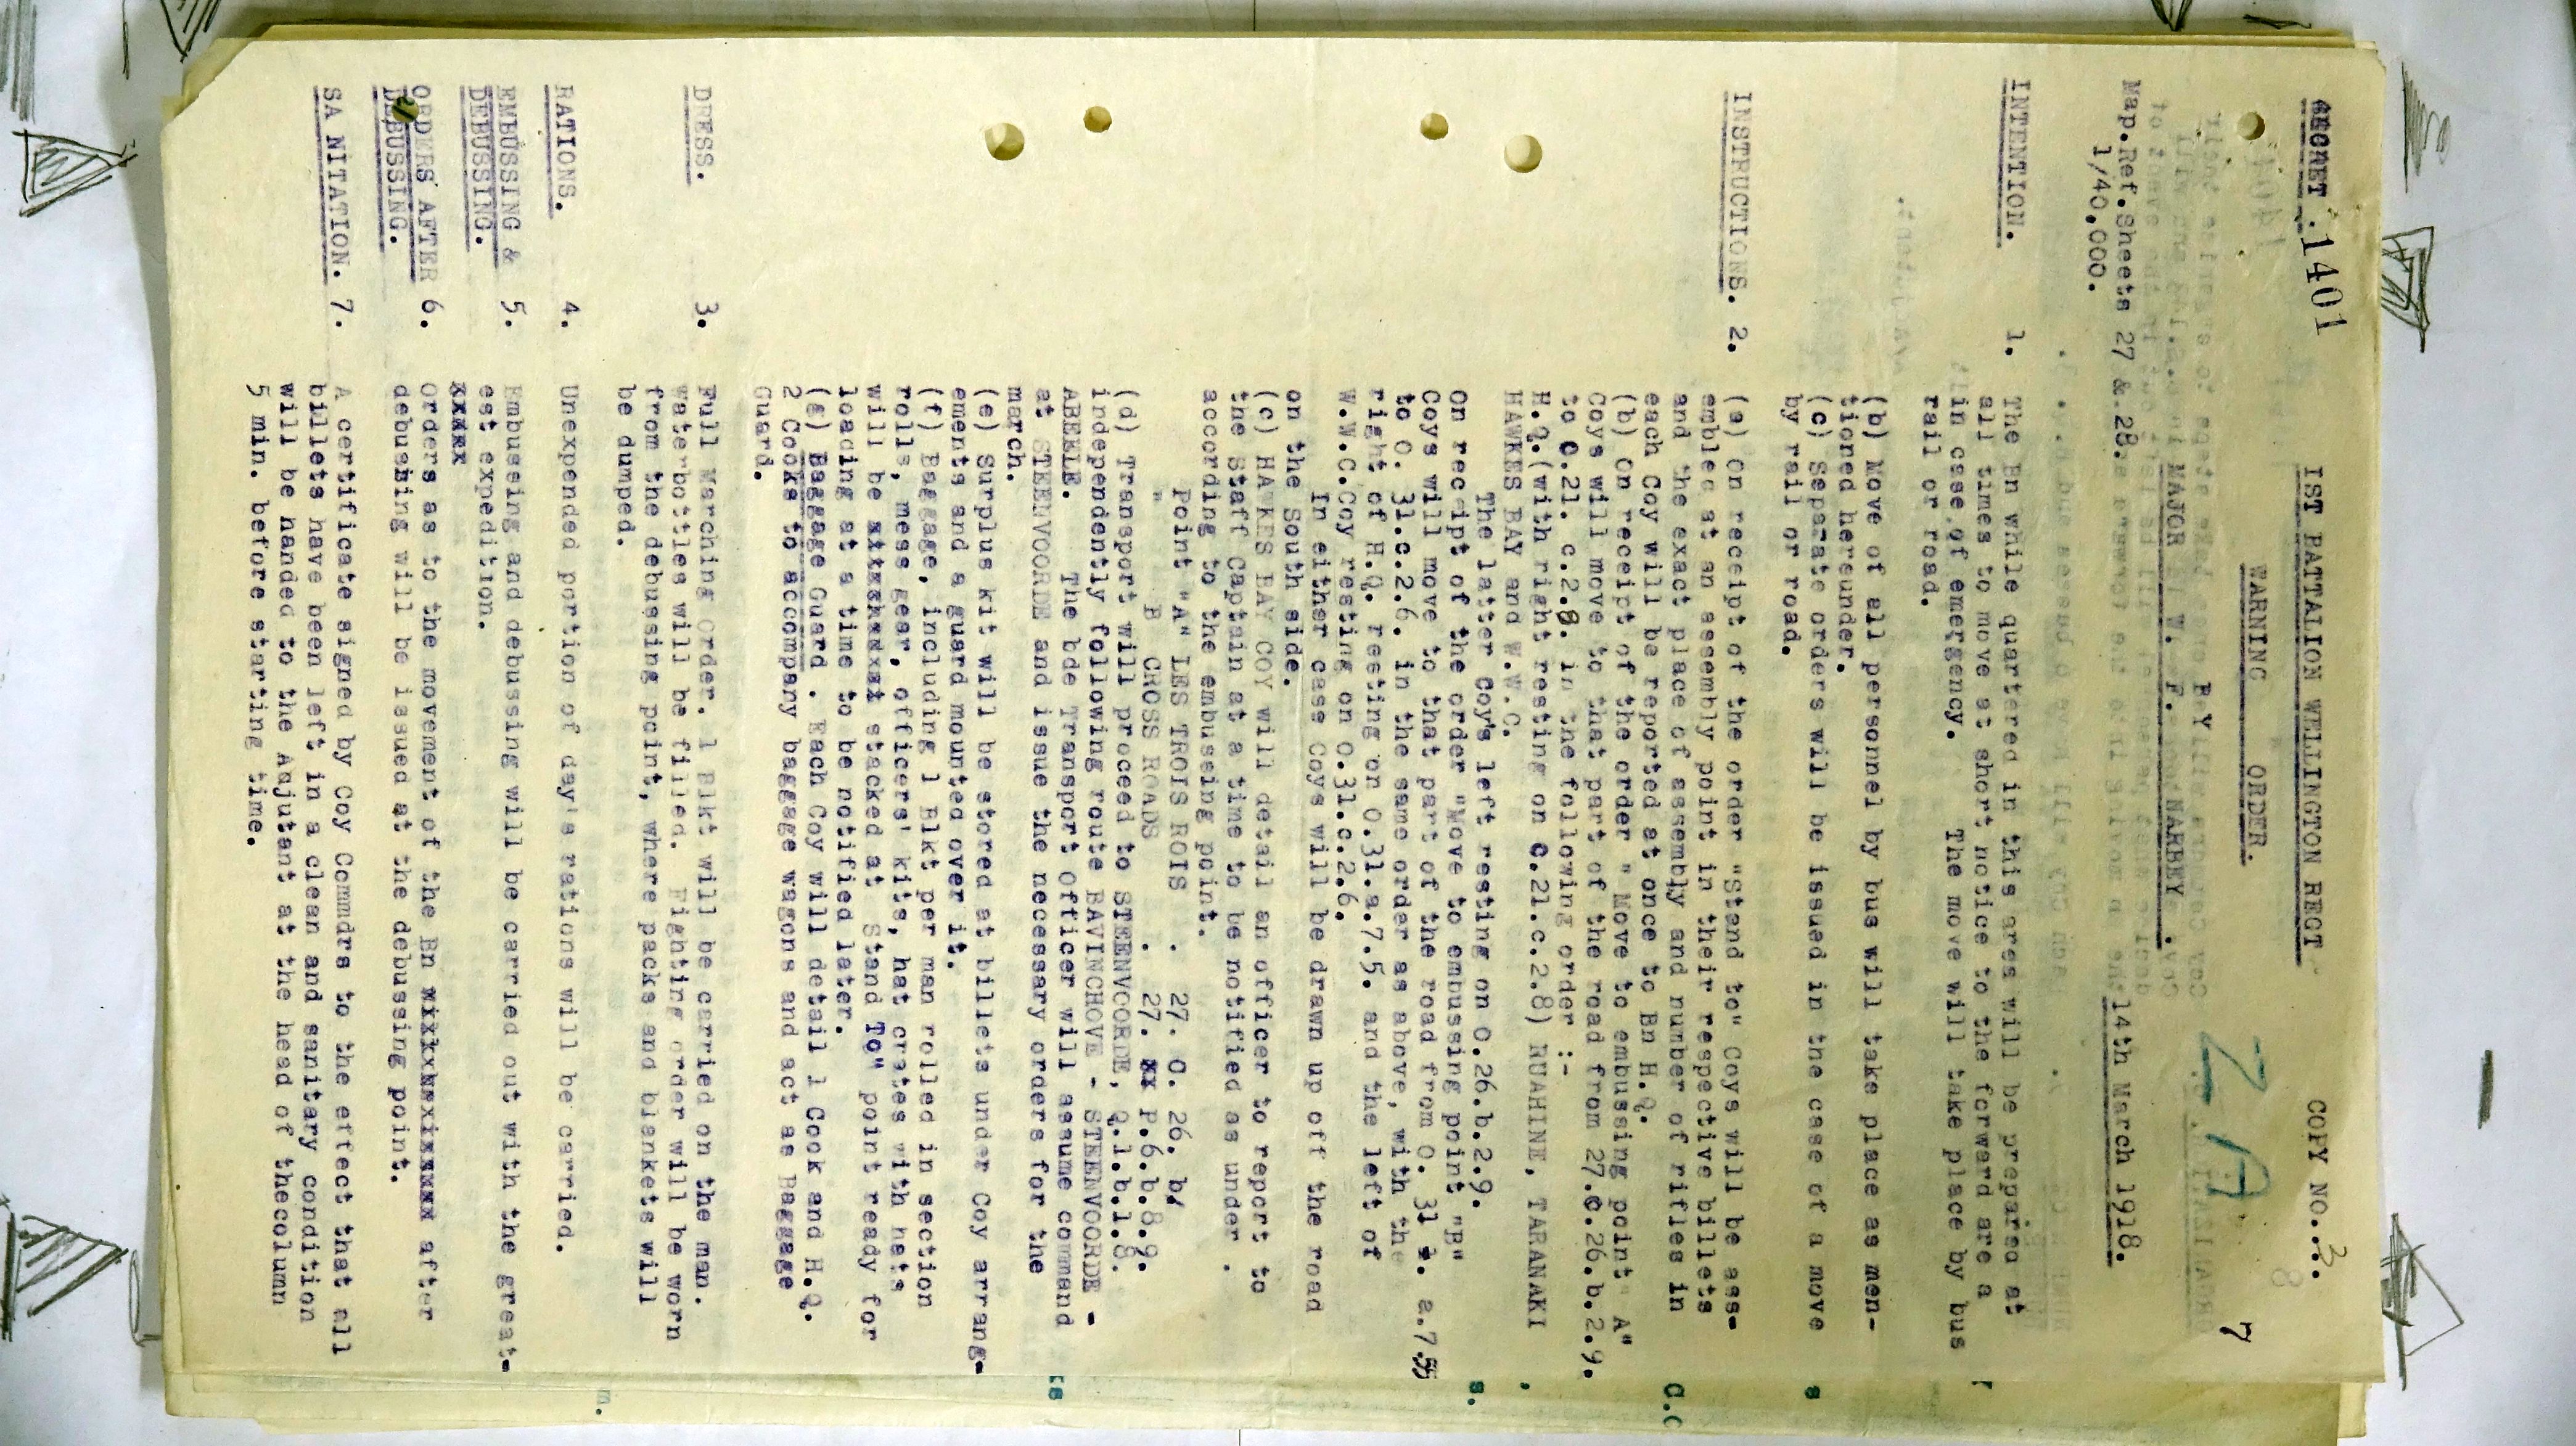 SECRET . 1401
1ST BATTALION WELLINGTON REGT
COPY NO. 3.
8
7
WARNING ORDER.
2A
BY
MAJOR W. F. NARBEY .
Map.Ref.Sheets 27 & 28.
14th March 1918.
1/40,000.
INTENTION. 1. The Bn while quartered in this area will be prepared at
all times to move at short notice to the forward area
in case of emergency. The move will take place by bus
rail or road.
(b) Move of all personnel by bus will take place as men-
tioned hereunder.
(c) Separate orders will be issued in the case of a move
by rail or road.
INSTRUCTIONS. 2. (a) On receipt of the order "Stand to" Coys will be ass-
embled at an assembly point in their respective billets
and the exact place of assembly and number of rifles in
each Coy will be reported at once to Bn H.Q.
(b) On receipt of the order " Move to embussing point A"
Coys will move to that part of the road from 27.O.26.b.2.9.
to O.21. c.2.8. in the following order :-
H.Q.(with right resting on O.21.c.2.8) RUAHINE, TARANAKI
HAWKES BAY and W.W.C.
The latter Coy's left resting on O.26.b.2.9.
On receipt of the order "Move to embussing point "B"
Coys will move to that part of the road from O. 31 . a.7.5
to O. 31.c.2.6. in the same order as above, with the
right of H.Q. resting on O.31.a.7.5. and the left of
W.W.C.Coy resting on O.31.c.2.6.
In either case Coys will be drawn up off the road
on the South side.
(c) HAWKES BAY COY will detail an officer to report to
the Staff Captain at a time to be notified as under .
according to the embussing point.
Point "A" LES TROIS ROIS . 27. O. 26. b/
" B CROSS ROADS . 27. xx P.6.b.8.9.
(d) Transport will proceed to STEENVOORDE, Q.1.b.1.8.
independently following route BAVINCHOVE - STEENVOORDE -
ABEELE. The bde Transport officer will assume command
at STEENVOORDE and issue the necessary orders for the
march.
(e) Surplus kit will be stored at billets under Coy arrang-
ements and a guard mounted over it.
(f) Baggage, including 1 Blkt per man rolled in section
rolls, mess gear, officers' kits, hat crates with hats
will be stacked at Stand To" point ready for
loading at a time to be notified later.
(g) Baggage Guard . Each Coy will detail 1 Cook and H.Q.
2 Cooks to accompany baggage wagons and act as Baggage
Guard.
DRESS. 3. Full Marching order. 1 Blkt will be carried on the man.
Waterbottles will be filled. Fighting order will be worn
from the debussing point, where packs and blankets will
be dumped.
RATIONS. 4. Unexpended portion of day's rations will be carried.
EMBUSSING & 5. Embussing and debussing will be carried out with the great-
DEBUSSING. est expedition.
xxxxx
ORDERS AFTER 6. Orders as to the movement of the Bn after
DEBUSSING. debussing will be issued at the debussing point.
SA NITATION. 7. A certificate signed by Coy Commdrs to the effect that all
billets have been left in a clean and sanitary condition
will be handed to the Adjutant at the head of thecolumn
5 min. before starting time.